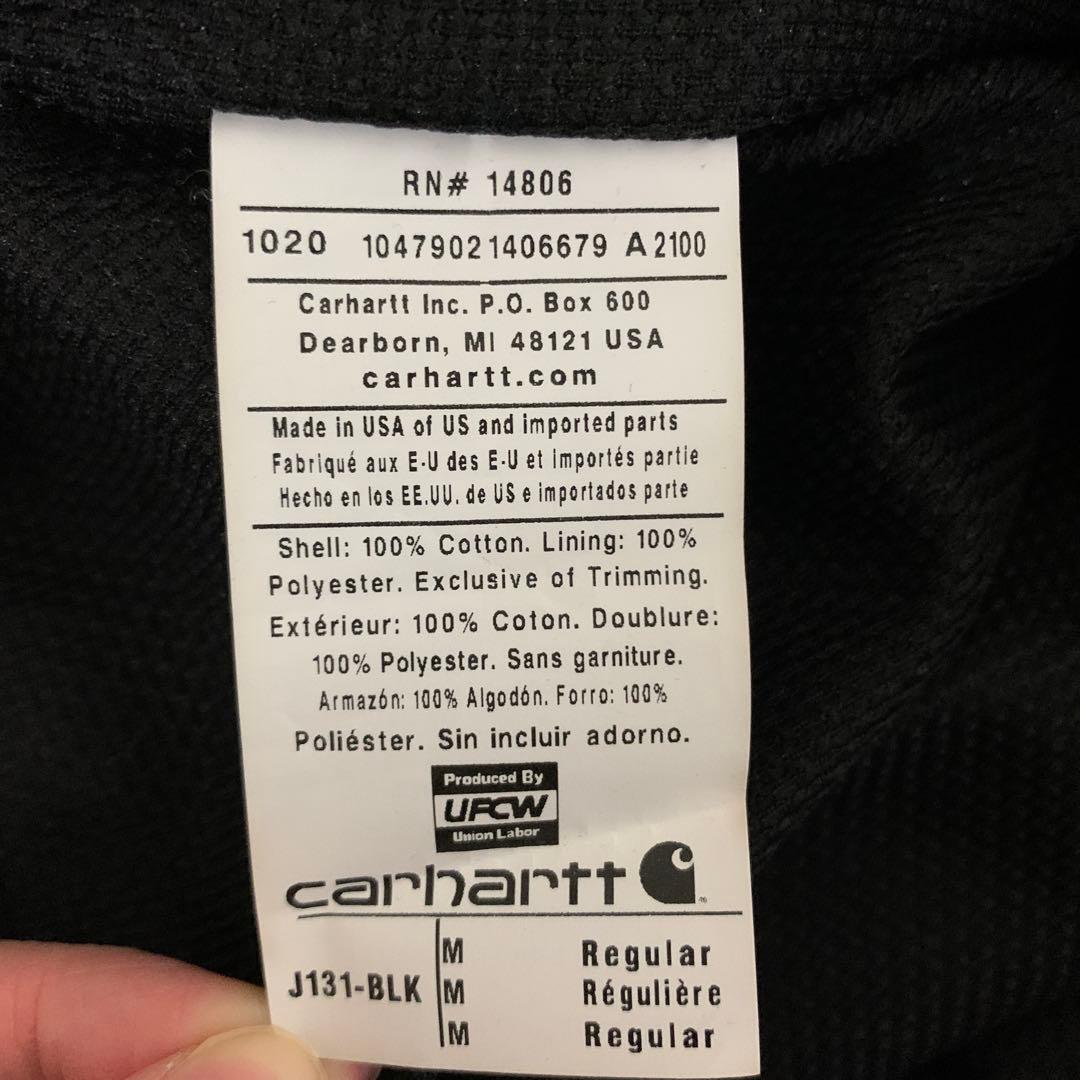 RN# 14806
1020 10479021406679 A 2100
Carhartt Inc. P.O. Box 600
Dearborn, MI 48121 USA
carhartt.com
Made in USA of US and imported parts
Fabriqué aux E-U des E-U et importés partie
Hecho en los EE.UU. de US e importados parte
Shell: 100% Cotton. Lining: 100%
Polyester. Exclusive of Trimming.
Extérieur: 100% Coton. Doublure:
100% Polyester. Sans garniture.
Armazón: 100% Algodón. Forro: 100%
Poliéster. Sin incluir adorno.
Produced By
UFCW
Union Labor
carhartt
M Regular
J131-BLK M Régulière
M Regular